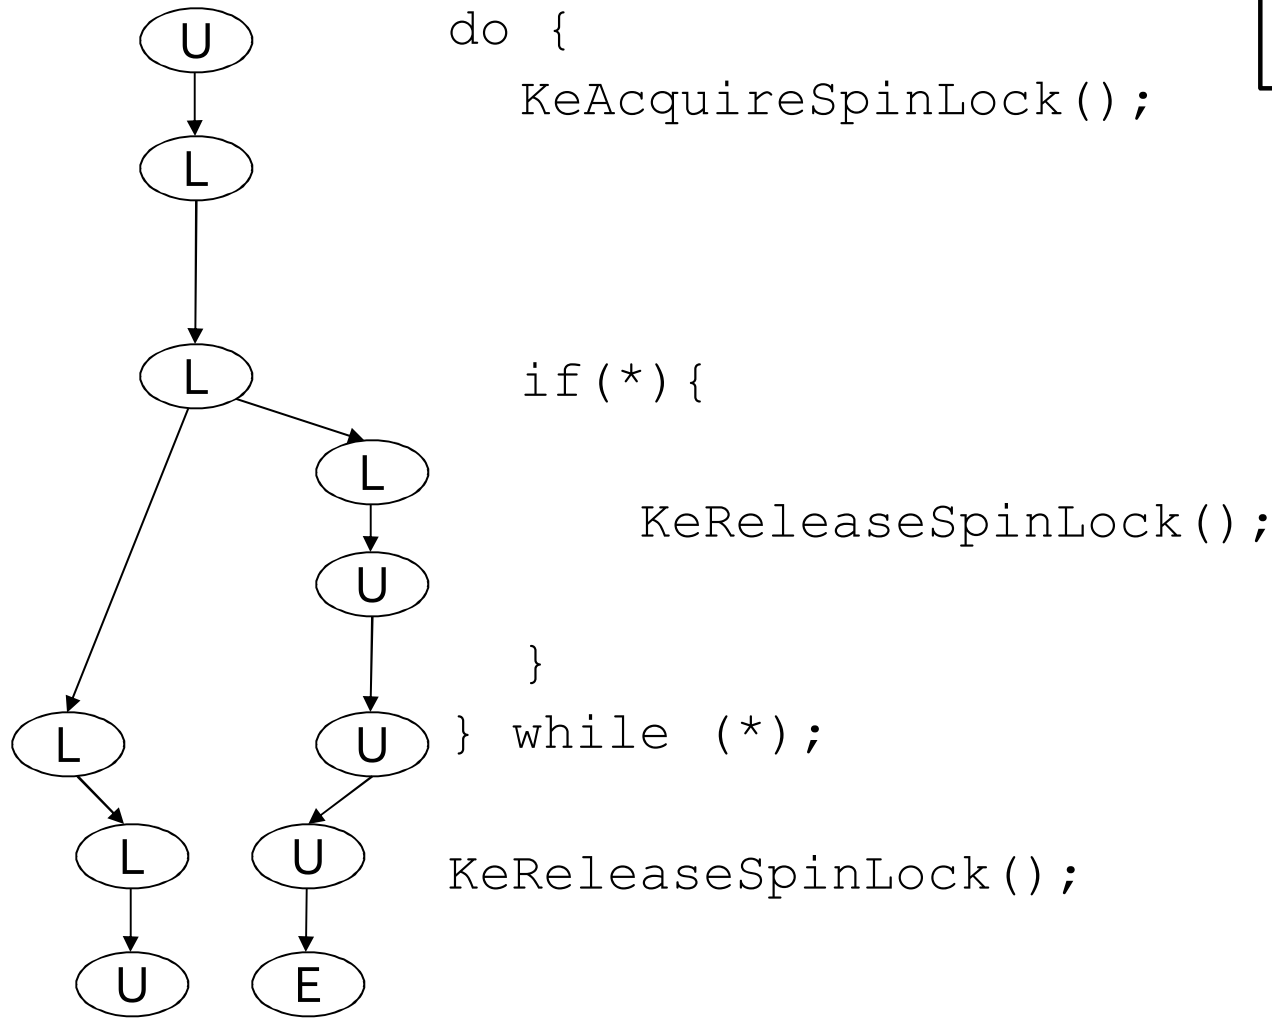 U
do {
KeAcquireSpinLock();
L
L
if(*){
L
KeReleaseSpinLock();
U
}
L
U
} while (*);
L
U
KeReleaseSpinLock();
U
E